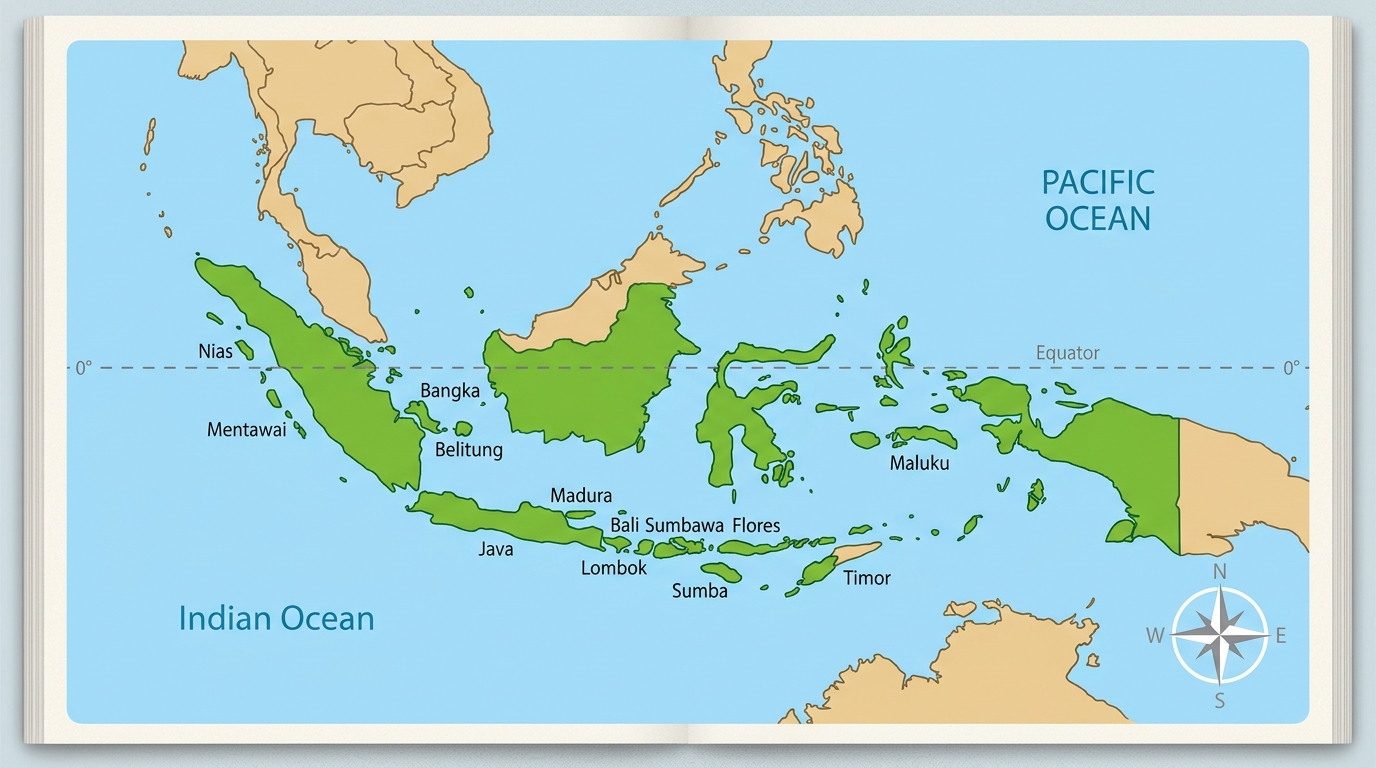 PACIFIC
OCEAN
Nias
0°
Equator
0°
Bangka
Mentawai
Belitung
Maluku
Madura
Bali Sumbawa Flores
Java
Lombok
Timor
Sumba
Indian Ocean
N
W E
S